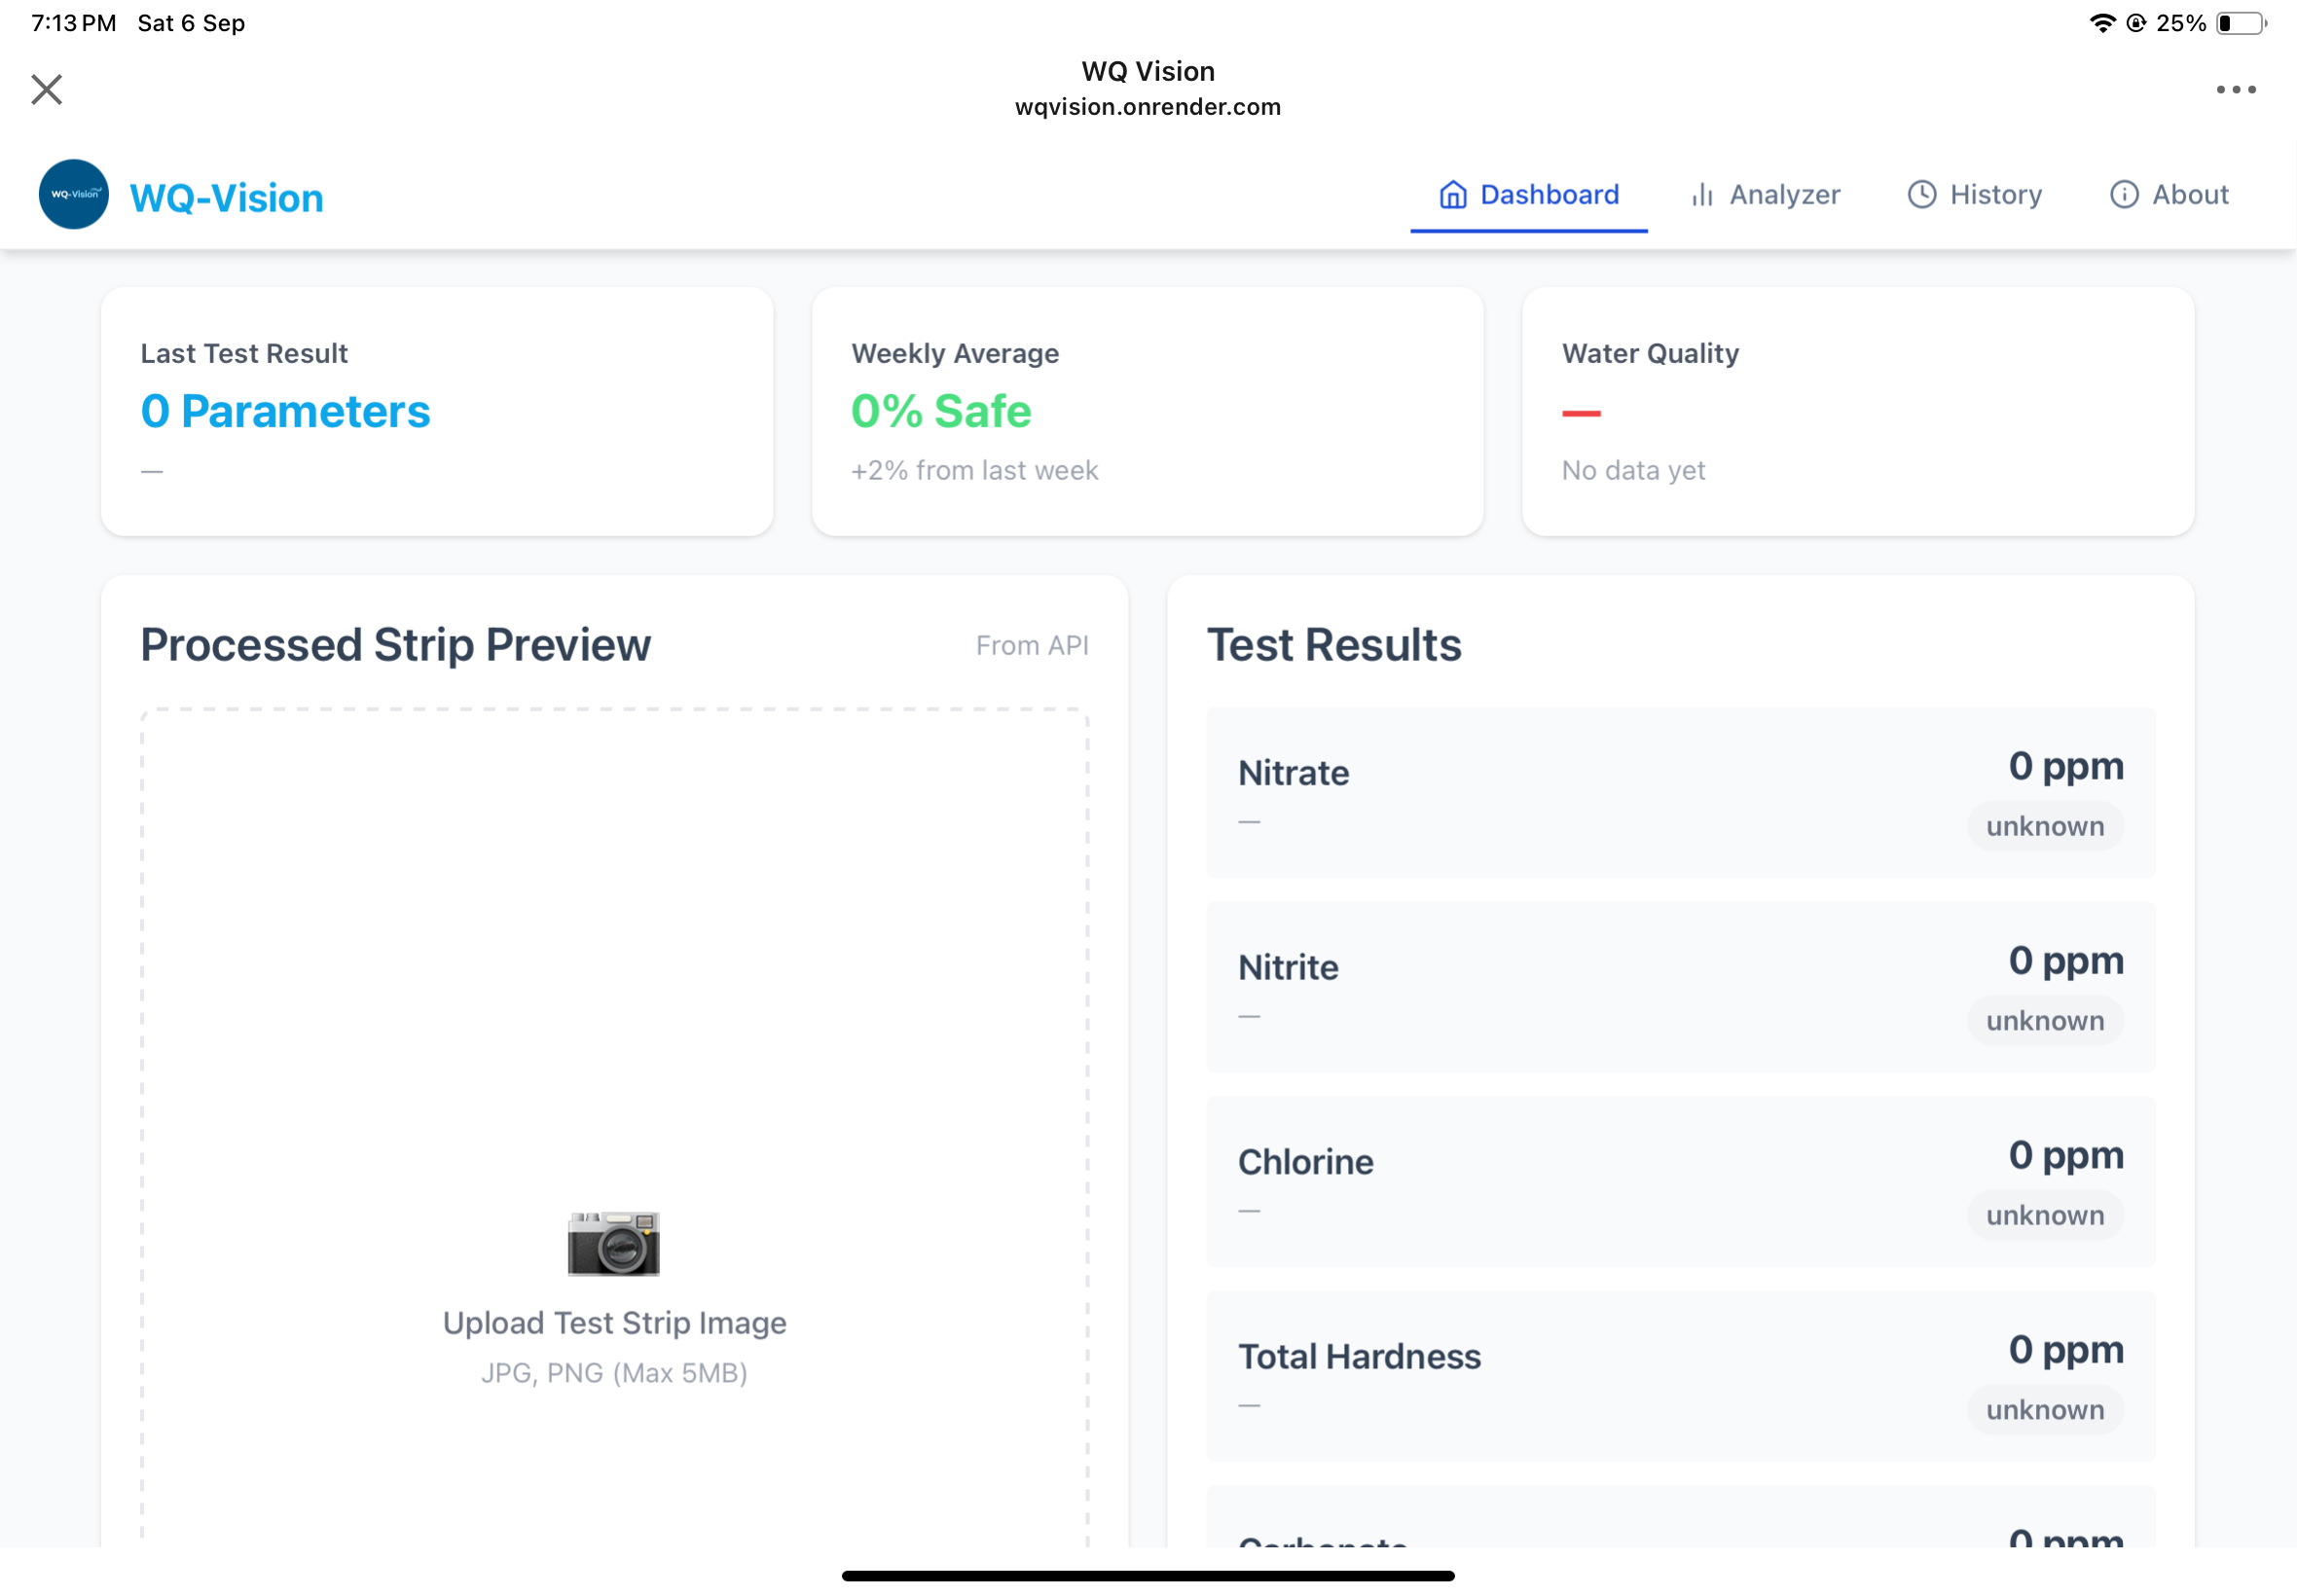 7:13 PM Sat 6 Sep
25%
WQ Vision
wqvision.onrender.com
WQ-Vision
WQ-Vision
Dashboard
Analyzer
History
About
Last Test Result
0 Parameters
—
Weekly Average
0% Safe
+2% from last week
Water Quality
—
No data yet
Processed Strip Preview
From API
Upload Test Strip Image
JPG, PNG (Max 5MB)
Test Results
Nitrate
0 ppm
—
unknown
Nitrite
0 ppm
—
unknown
Chlorine
0 ppm
—
unknown
Total Hardness
0 ppm
—
unknown
Carbonate
0 ppm